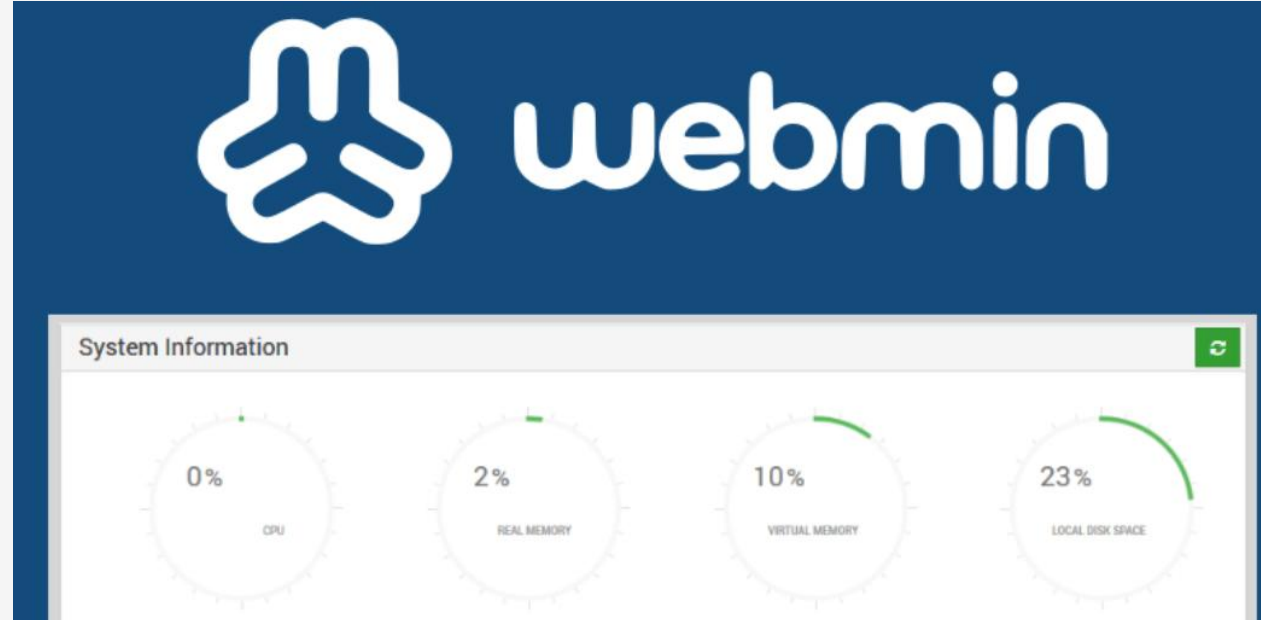 webmin
System Information
0%
CPU
2%
REAL MEMORY
10%
VIRTUAL MEMORY
23%
LOCAL DISK SPACE